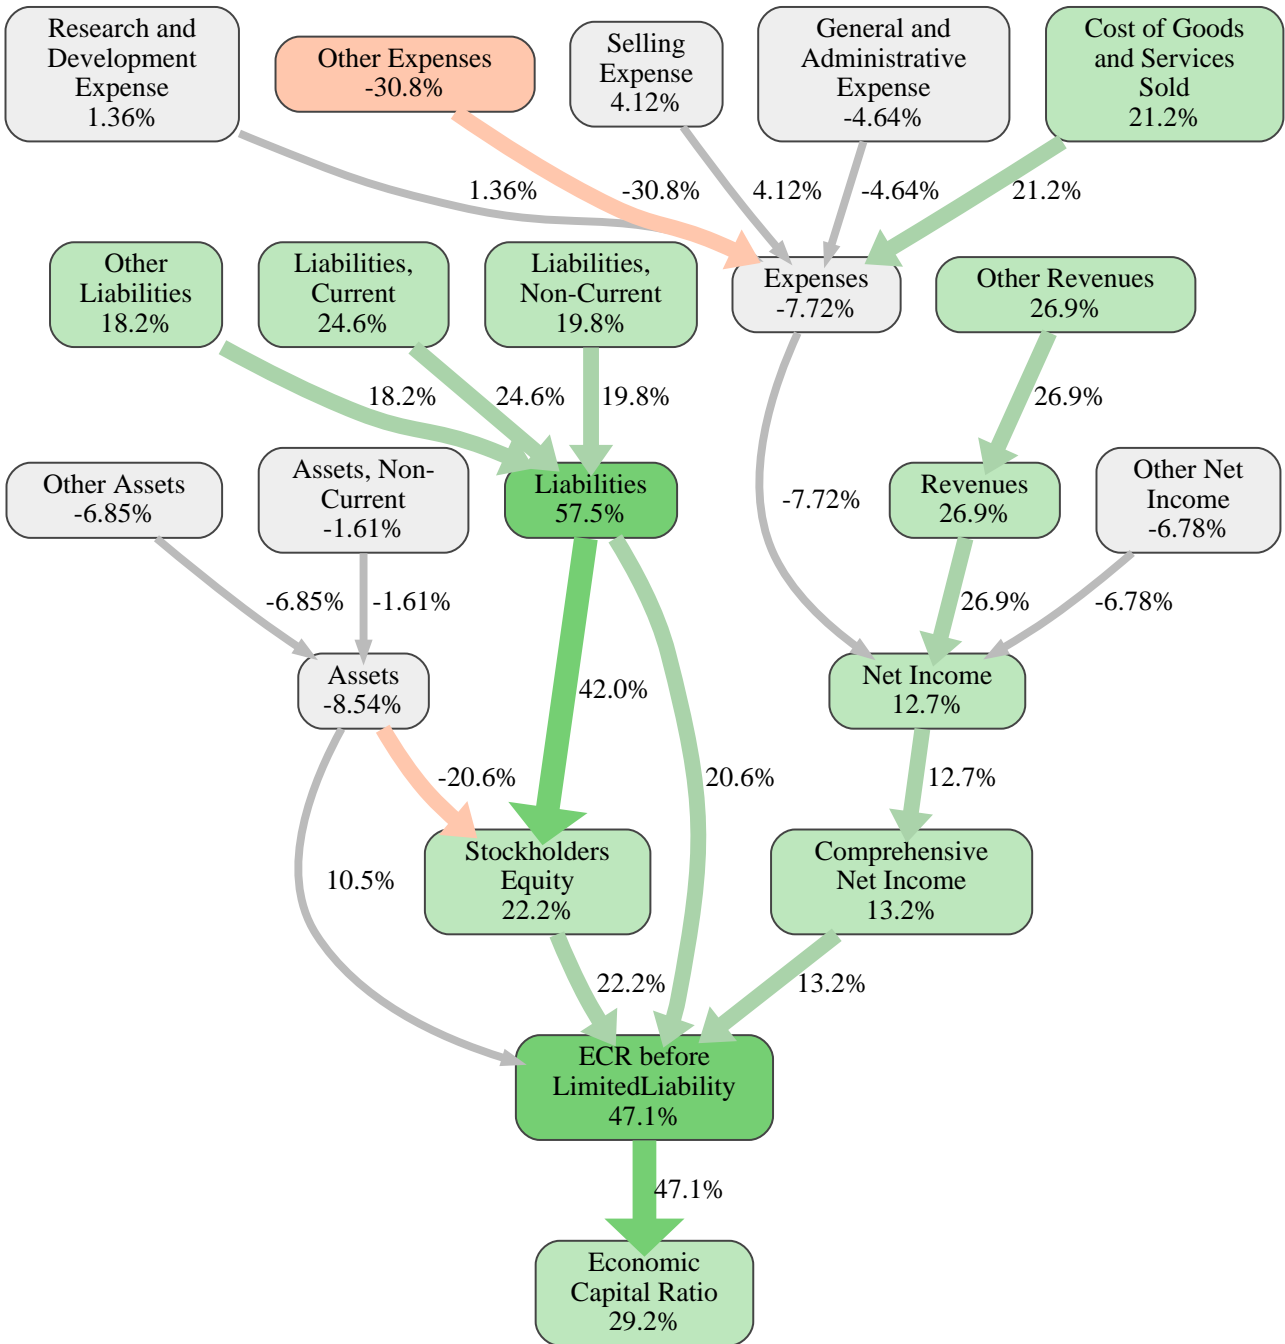 Research and
Development
Expense
1.36%
Other Expenses
-30.8%
Selling
Expense
4.12%
General and
Administrative
Expense
-4.64%
Cost of Goods
and Services
Sold
21.2%
1.36%
-30.8%
4.12%
-4.64%
21.2%
Other
Liabilities
18.2%
Liabilities,
Current
24.6%
Liabilities,
Non-Current
19.8%
Expenses
-7.72%
Other Revenues
26.9%
18.2%
24.6%
19.8%
26.9%
Other Assets
-6.85%
Assets, Non-
Current
-1.61%
Liabilities
57.5%
-7.72%
Revenues
26.9%
Other Net
Income
-6.78%
-6.85%
-1.61%
26.9%
-6.78%
Assets
-8.54%
42.0%
Net Income
12.7%
-20.6%
20.6%
12.7%
10.5%
Stockholders
Equity
22.2%
Comprehensive
Net Income
13.2%
22.2%
13.2%
ECR before
LimitedLiability
47.1%
47.1%
Economic
Capital Ratio
29.2%